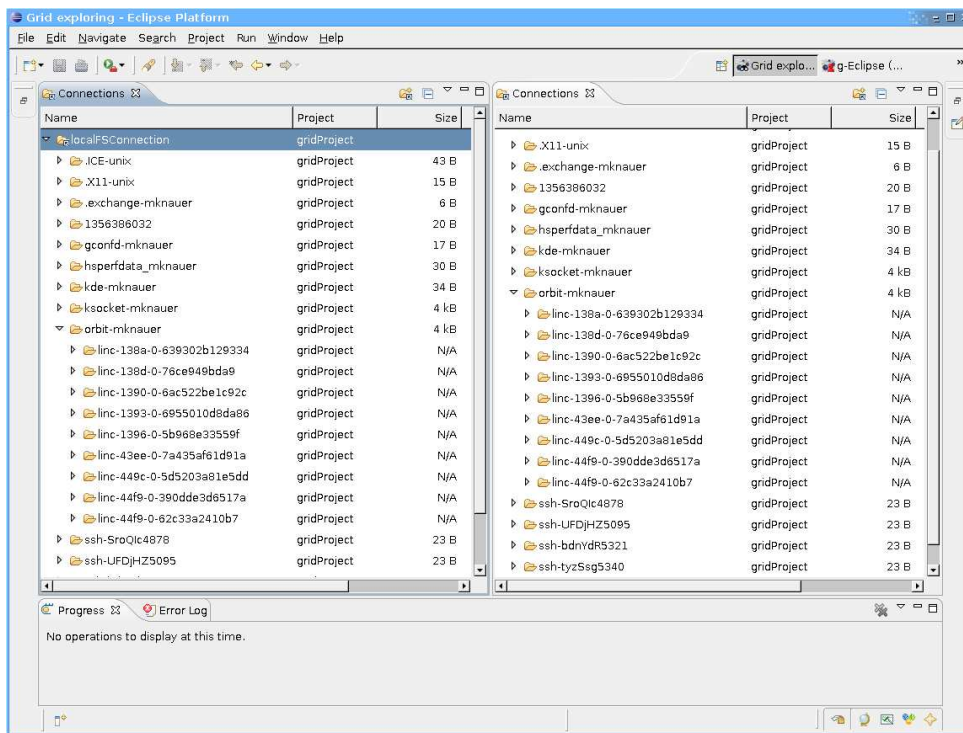 Grid exploring - Eclipse Platform
File Edit Navigate Search Project Run Window Help
Grid explo... g-Eclipse (... »
Connections
Name Project Size
localFSConnection gridProject
.ICE-unix gridProject 43 B
.X11-unix gridProject 15 B
.exchange-mknauer gridProject 6 B
1356386032 gridProject 20 B
gconfd-mknauer gridProject 17 B
hsperfdata_mknauer gridProject 30 B
kde-mknauer gridProject 34 B
ksocket-mknauer gridProject 4 kB
orbit-mknauer gridProject 4 kB
linc-138a-0-639302b129334 gridProject N/A
linc-138d-0-76ce949bda9 gridProject N/A
linc-1390-0-6ac522be1c92c gridProject N/A
linc-1393-0-6955010d8da86 gridProject N/A
linc-1396-0-5b968e33559f gridProject N/A
linc-43ee-0-7a435af61d91a gridProject N/A
linc-449c-0-5d5203a81e5dd gridProject N/A
linc-44f9-0-390dde3d6517a gridProject N/A
linc-44f9-0-62c33a2410b7 gridProject N/A
ssh-SroQIc4878 gridProject 23 B
ssh-UFDjHZ5095 gridProject 23 B
Connections
Name Project Size
.X11-unix gridProject 15 B
.exchange-mknauer gridProject 6 B
1356386032 gridProject 20 B
gconfd-mknauer gridProject 17 B
hsperfdata_mknauer gridProject 30 B
kde-mknauer gridProject 34 B
ksocket-mknauer gridProject 4 kB
orbit-mknauer gridProject 4 kB
linc-138a-0-639302b129334 gridProject N/A
linc-138d-0-76ce949bda9 gridProject N/A
linc-1390-0-6ac522be1c92c gridProject N/A
linc-1393-0-6955010d8da86 gridProject N/A
linc-1396-0-5b968e33559f gridProject N/A
linc-43ee-0-7a435af61d91a gridProject N/A
linc-449c-0-5d5203a81e5dd gridProject N/A
linc-44f9-0-390dde3d6517a gridProject N/A
linc-44f9-0-62c33a2410b7 gridProject N/A
ssh-SroQIc4878 gridProject 23 B
ssh-UFDjHZ5095 gridProject 23 B
ssh-bdnYdR5321 gridProject 23 B
ssh-tyzSsg5340 gridProject 23 B
Progress Error Log
No operations to display at this time.